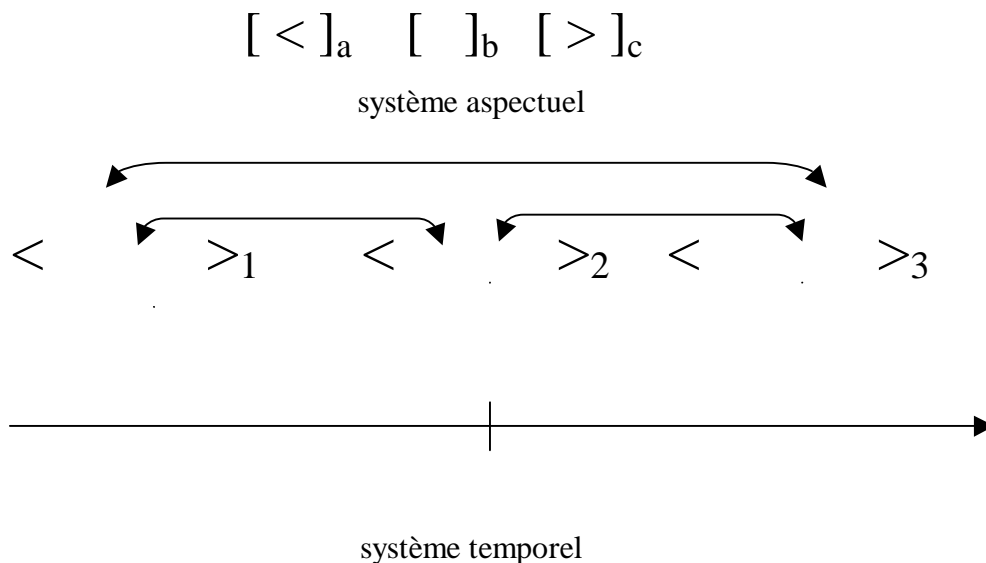 [ < ]a [ ]b [ > ]c
système aspectuel
< >1 < >2 < >3
système temporel